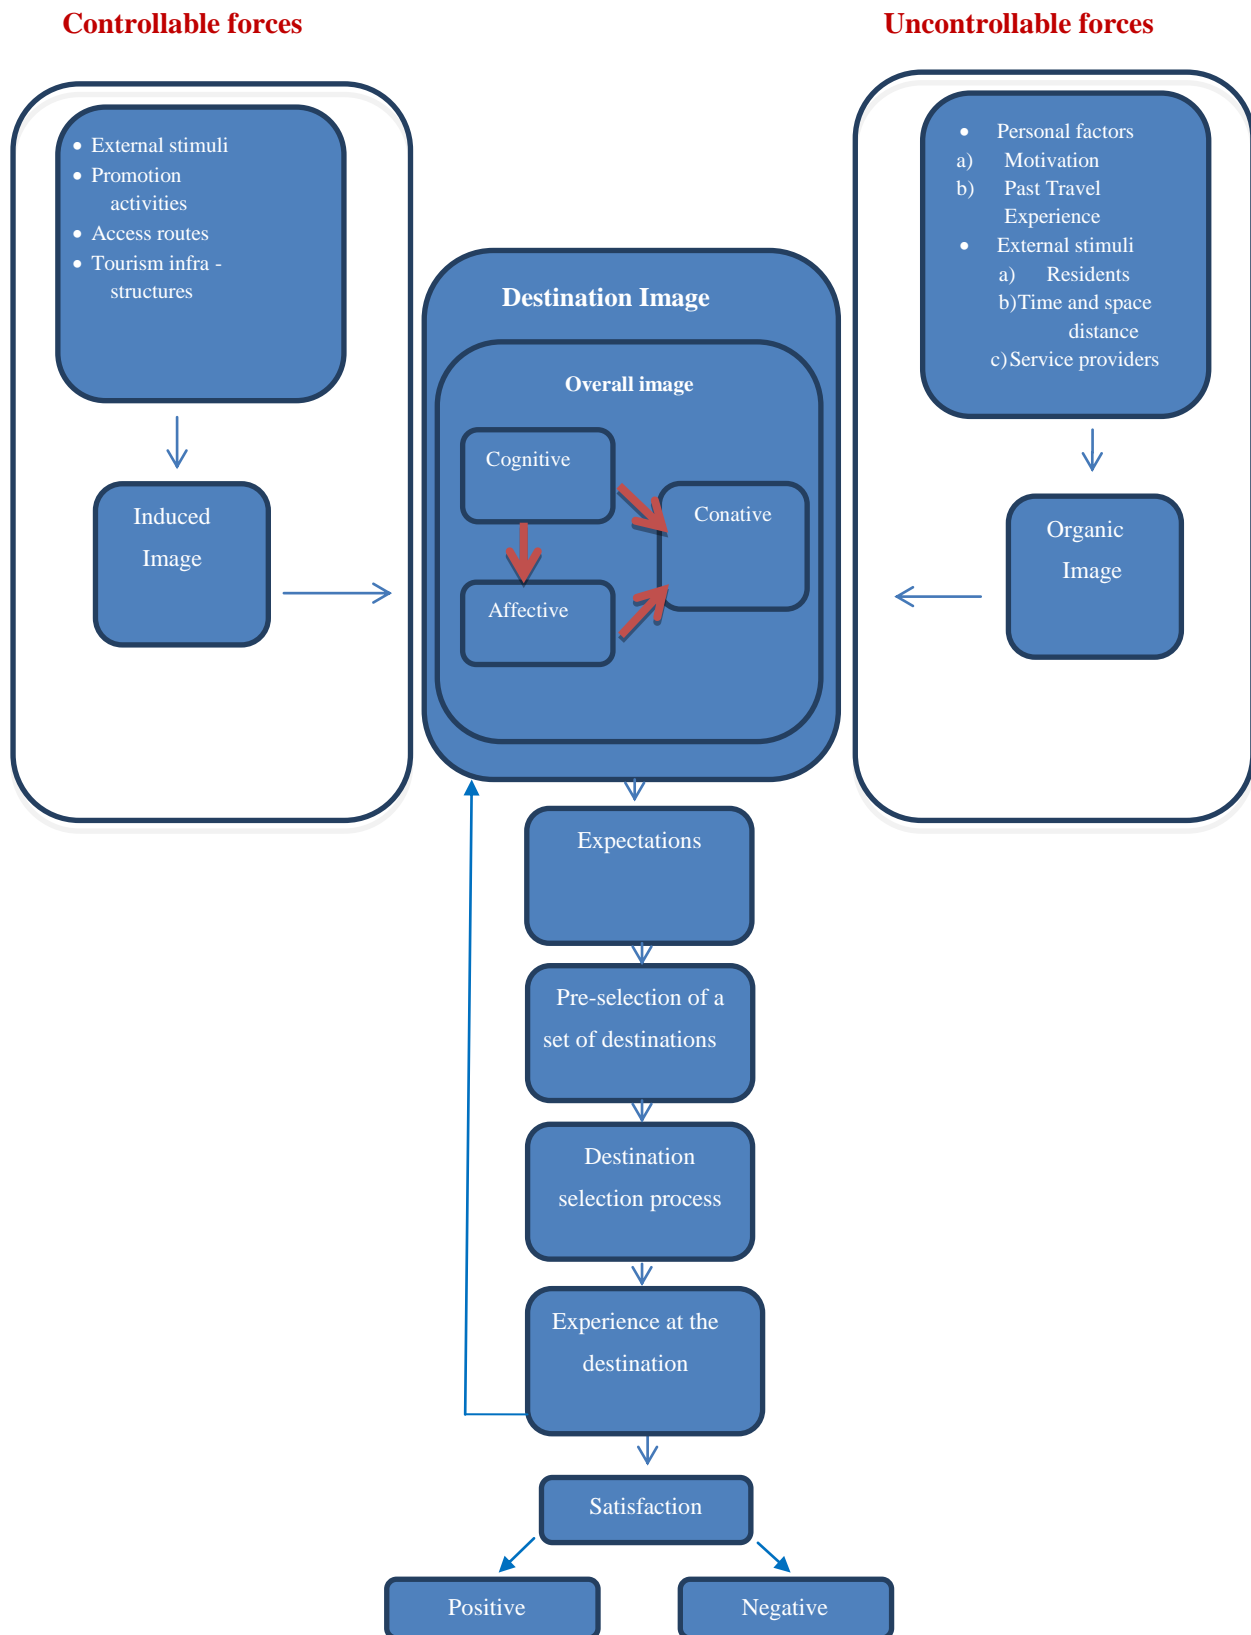 Controllable forces
Uncontrollable forces
• External stimuli
• Promotion
activities
• Access routes
• Tourism infra -
structures
Induced
Image
• Personal factors
a) Motivation
b) Past Travel
Experience
• External stimuli
a) Residents
b)Time and space
distance
c)Service providers
Organic
Image
Destination Image
Overall image
Cognitive
Conative
Affective
Expectations
Pre-selection of a
set of destinations
Destination
selection process
Experience at the
destination
Satisfaction
Positive
Negative